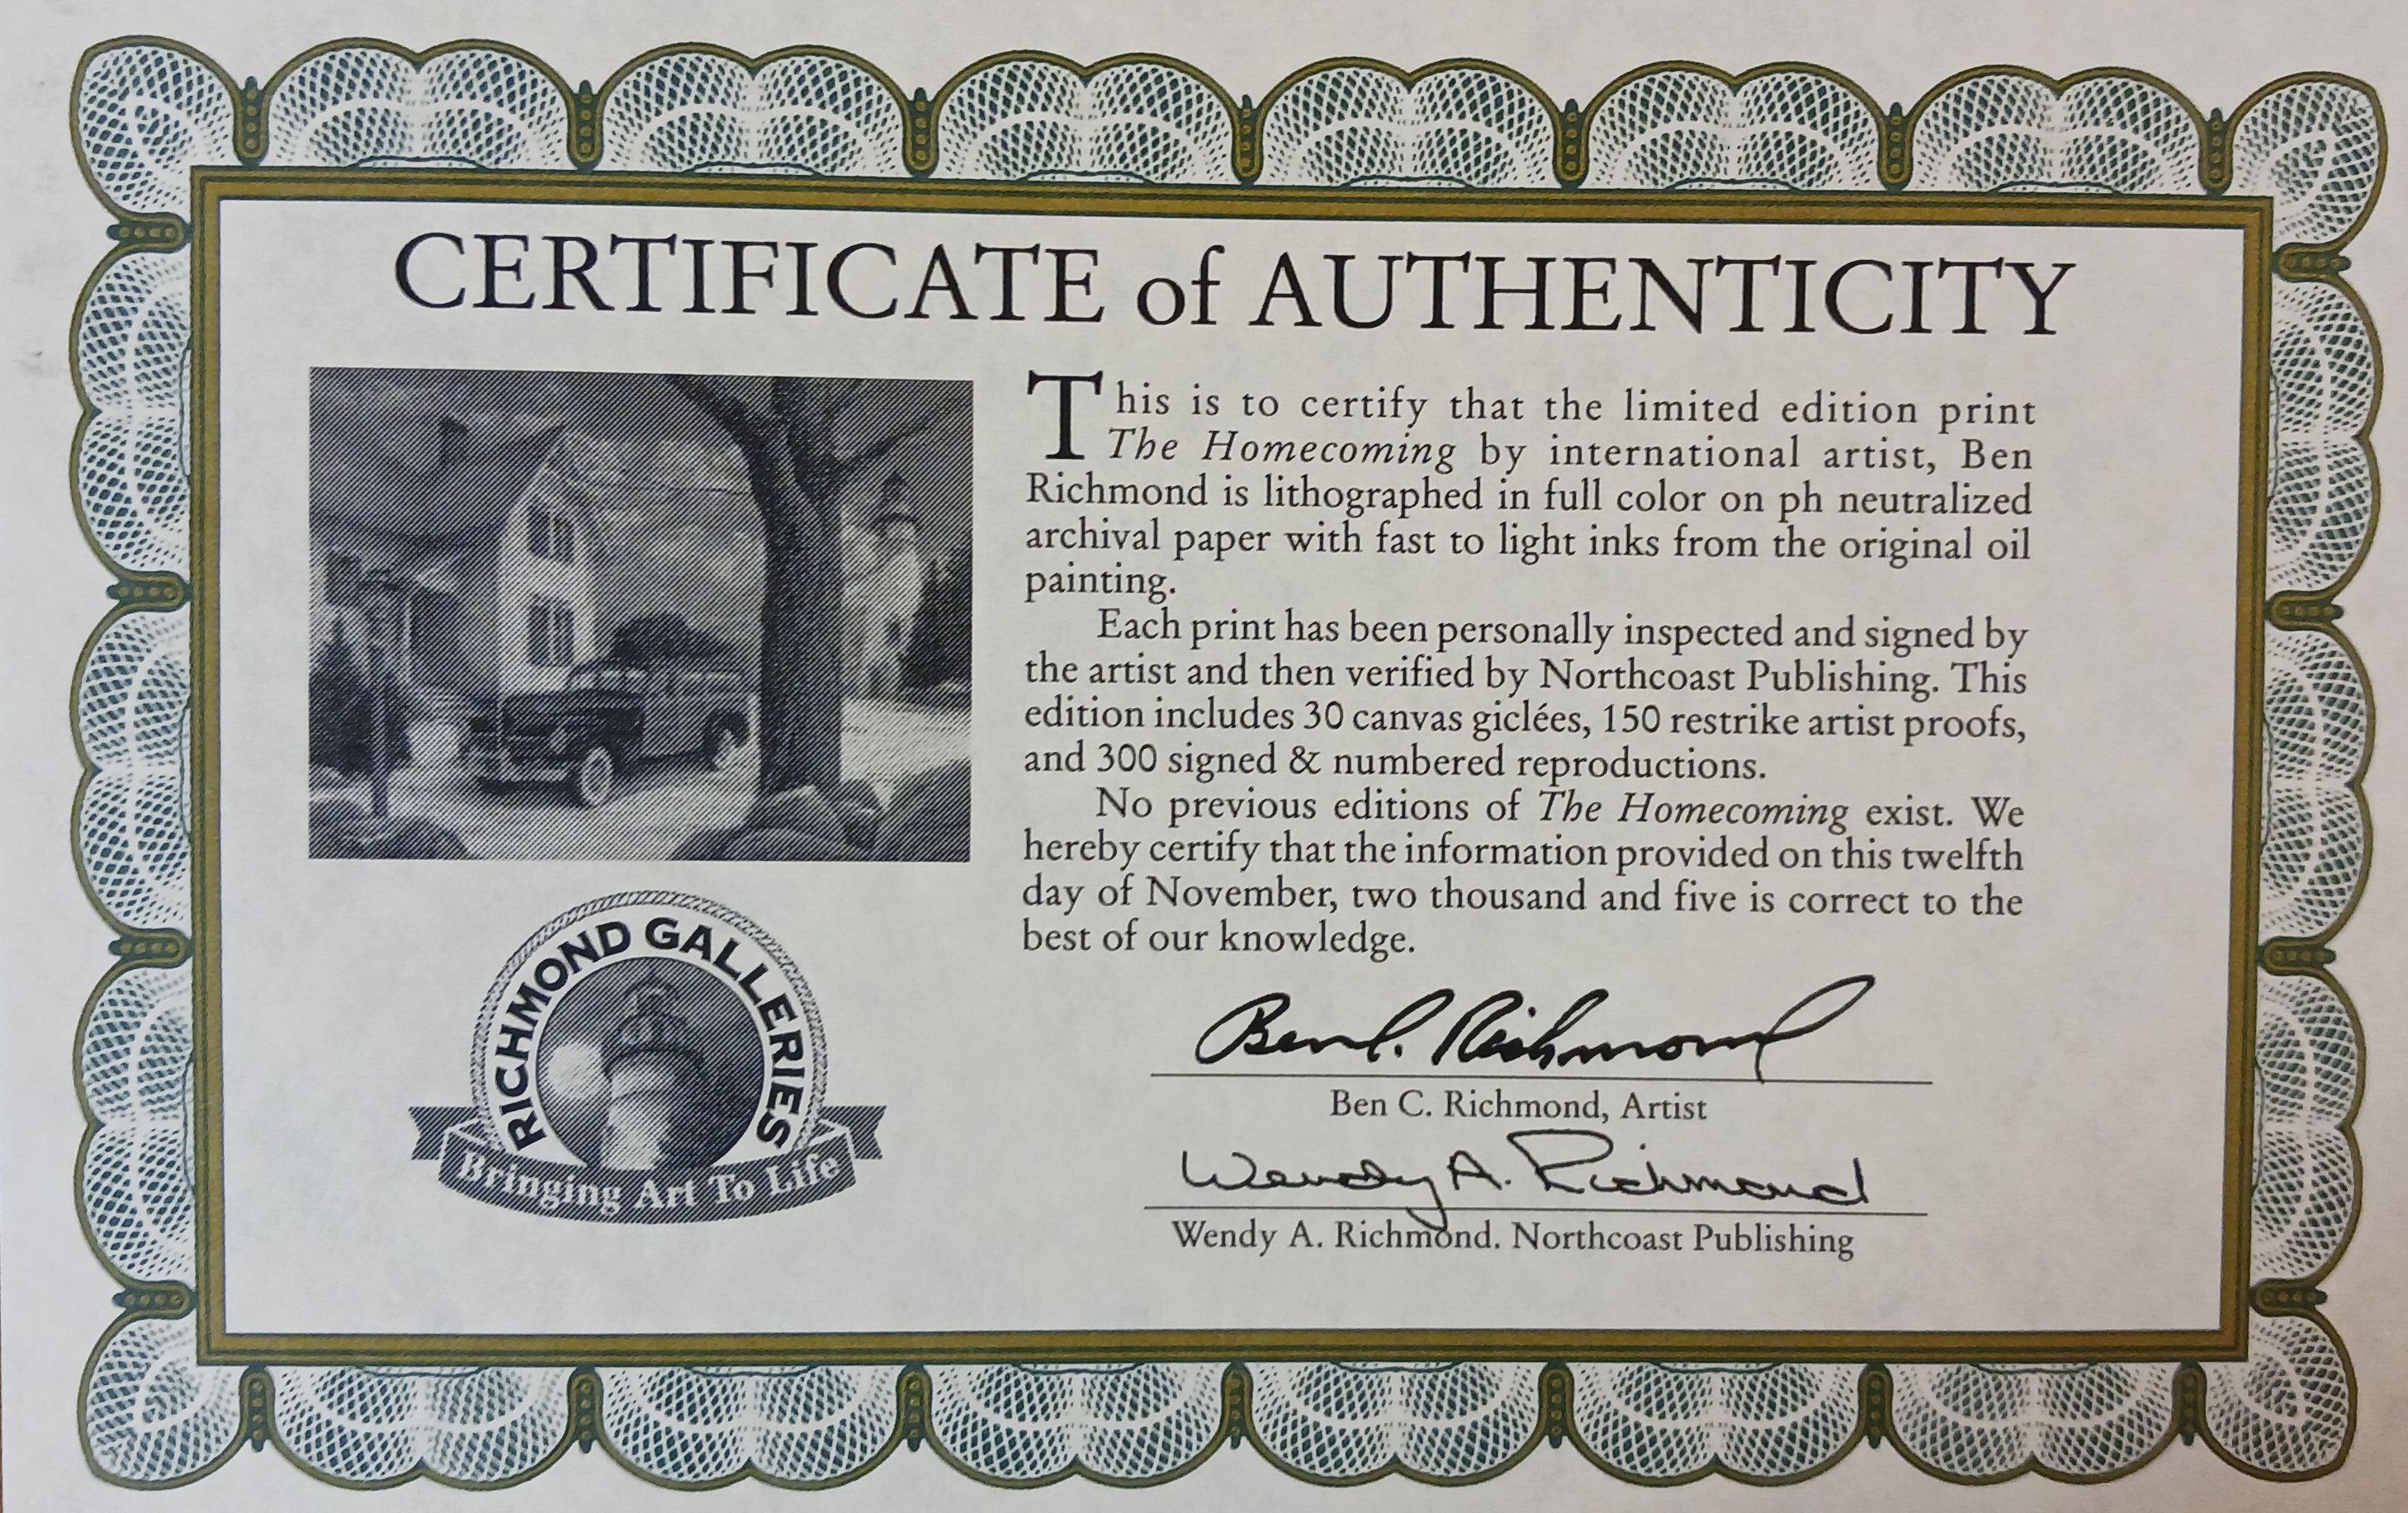 CERTIFICATE of AUTHENTICITY
This is to certify that the limited edition print
The Homecoming by international artist, Ben
Richmond is lithographed in full color on ph neutralized
archival paper with fast to light inks from the original oil
painting.
Each print has been personally inspected and signed by
the artist and then verified by Northcoast Publishing. This
edition includes 30 canvas giclées, 150 restrike artist proofs,
and 300 signed & numbered reproductions.
No previous editions of The Homecoming exist. We
hereby certify that the information provided on this twelfth
day of November, two thousand and five is correct to the
best of our knowledge.
Ben C. Richmond
Ben C. Richmond, Artist
Wendy A. Richmond
Wendy A. Richmond. Northcoast Publishing
RICHMOND GALLERIES
Bringing Art To Life